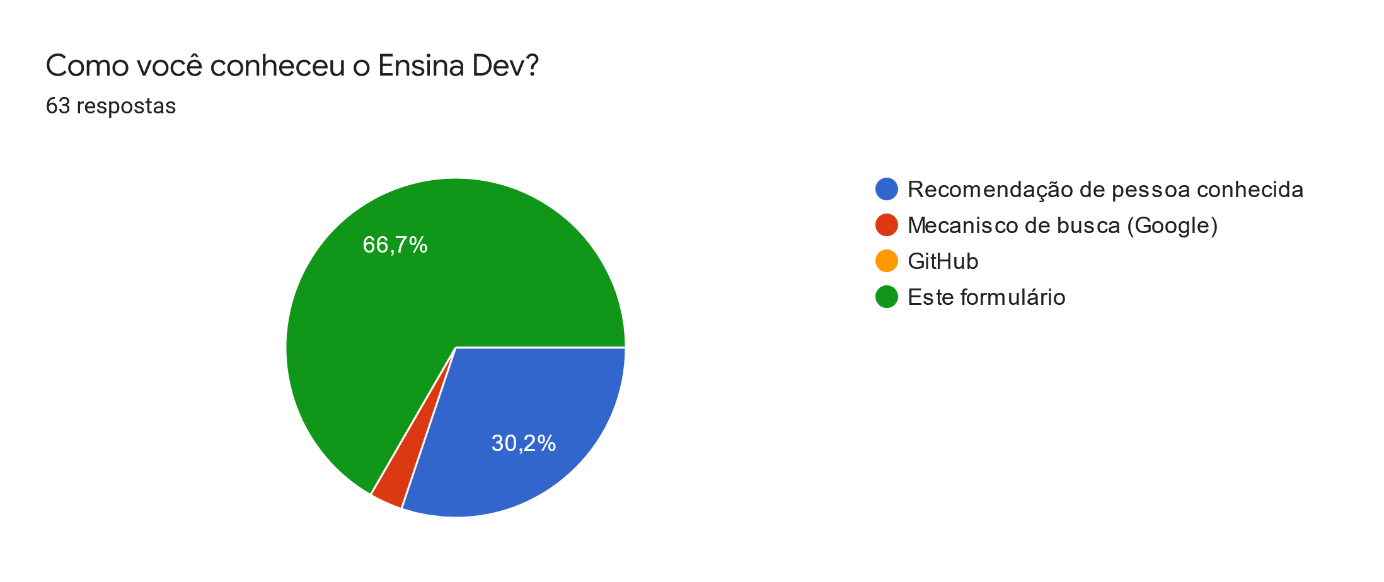 Como você conheceu o Ensina Dev?
63 respostas
66,7%
30,2%
Recomendação de pessoa conhecida
Mecanisco de busca (Google)
GitHub
Este formulário